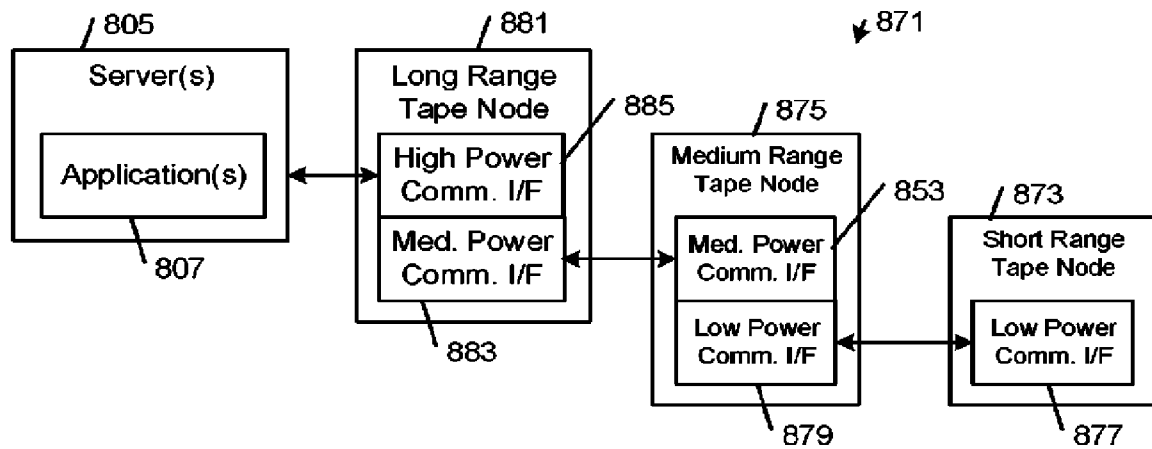 805
881
871
Server(s)
Long Range
Tape Node
885
875
High Power
Comm. I/F
Medium Range
Tape Node
853
873
Application(s)
Med. Power
Comm. I/F
Med. Power
Comm. I/F
Short Range
Tape Node
807
883
Low Power
Comm. I/F
Low Power
Comm. I/F
879
877